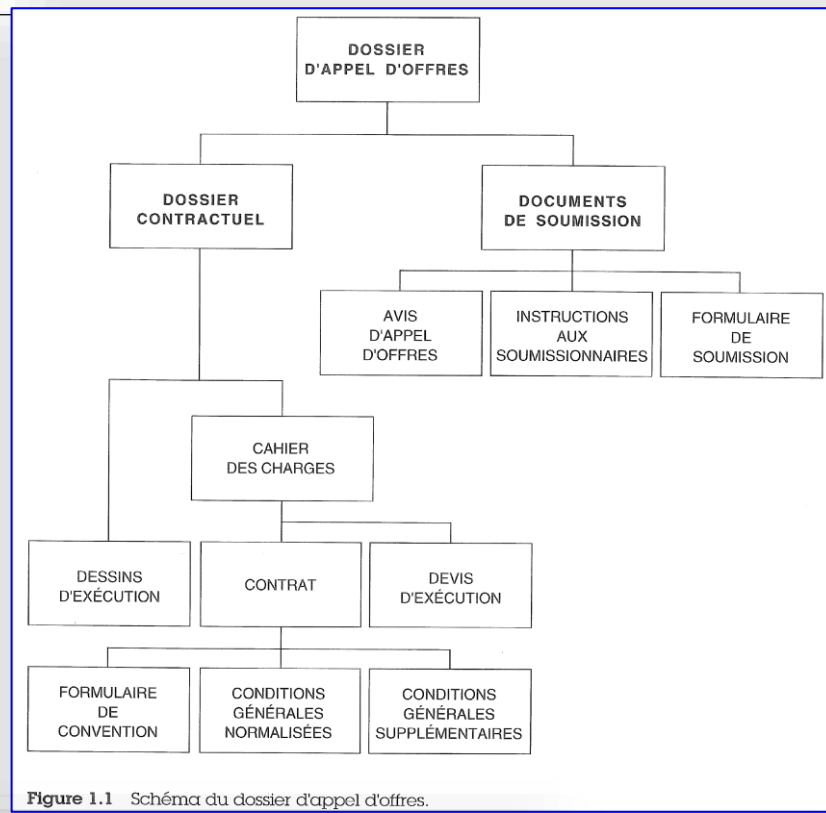 DOSSIER
D'APPEL D'OFFRES
DOSSIER
CONTRACTUEL
DOCUMENTS
DE SOUMISSION
AVIS
D'APPEL
D'OFFRES
INSTRUCTIONS
AUX
SOUMISSIONNAIRES
FORMULAIRE
DE
SOUMISSION
CAHIER
DES CHARGES
DESSINS
D'EXÉCUTION
CONTRAT
DEVIS
D'EXÉCUTION
FORMULAIRE
DE
CONVENTION
CONDITIONS
GÉNÉRALES
NORMALISÉES
CONDITIONS
GÉNÉRALES
SUPPLÉMENTAIRES
Figure 1.1 Schéma du dossier d'appel d'offres.